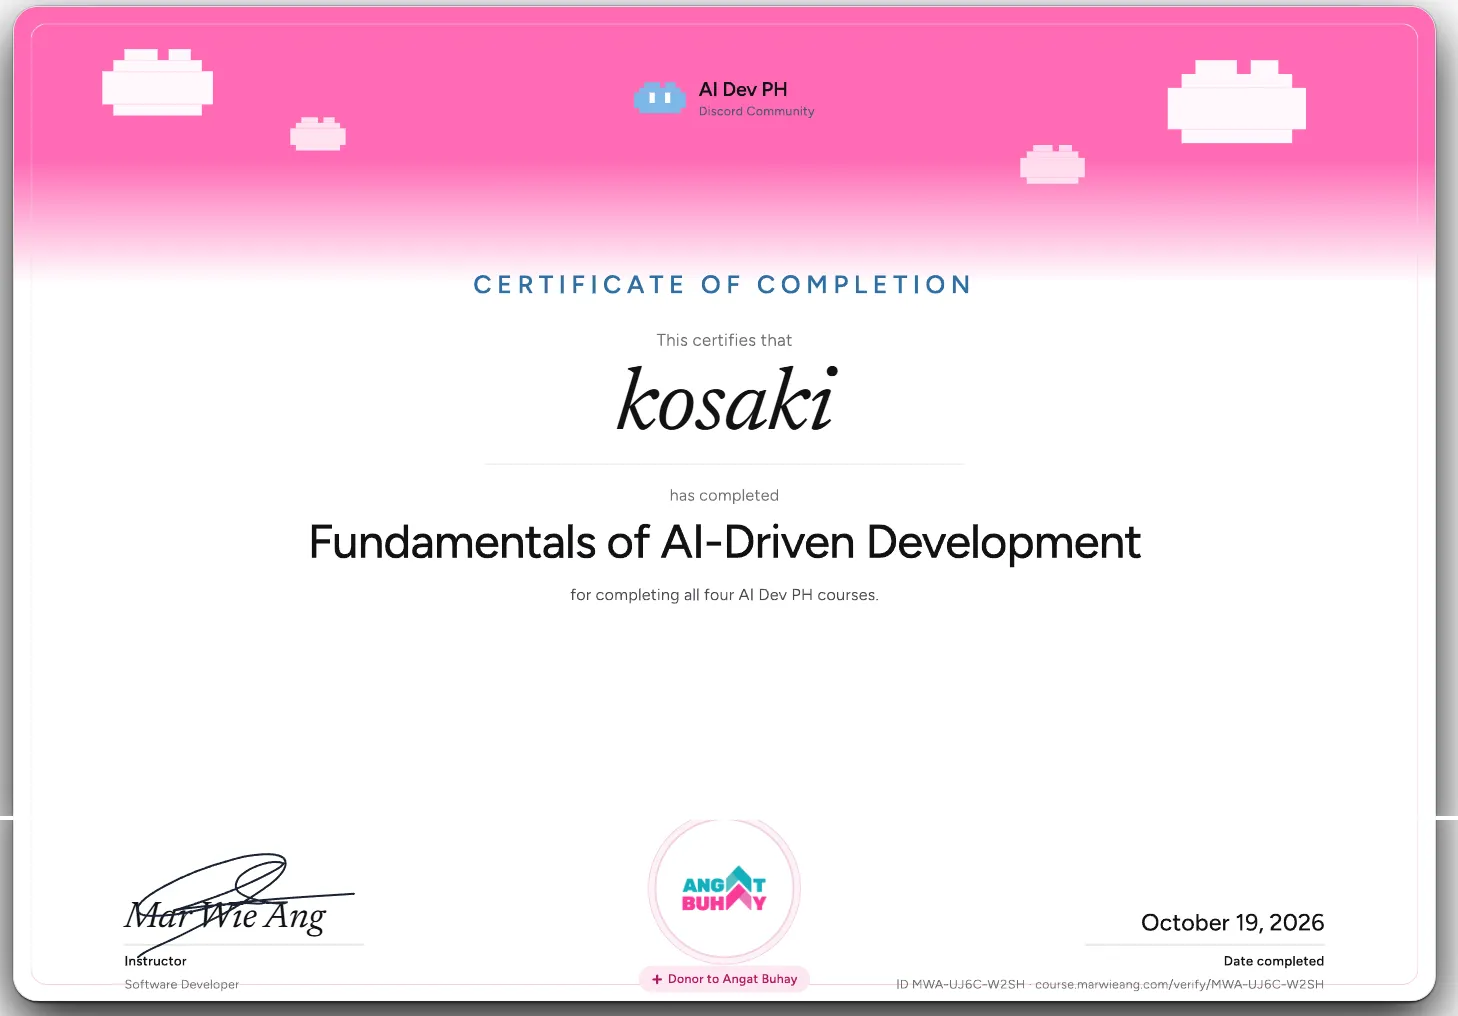 AI Dev PH
Discord Community
CERTIFICATE OF COMPLETION
This certifies that
kosaki
has completed
Fundamentals of AI-Driven Development
for completing all four AI Dev PH courses.
Mar Wie Ang
Instructor
Software Developer
ANGAT
BUHAY
+ Donor to Angat Buhay
October 19, 2026
Date completed
ID MWA-UJ6C-W2SH · course.marwieang.com/verify/MWA-UJ6C-W2SH